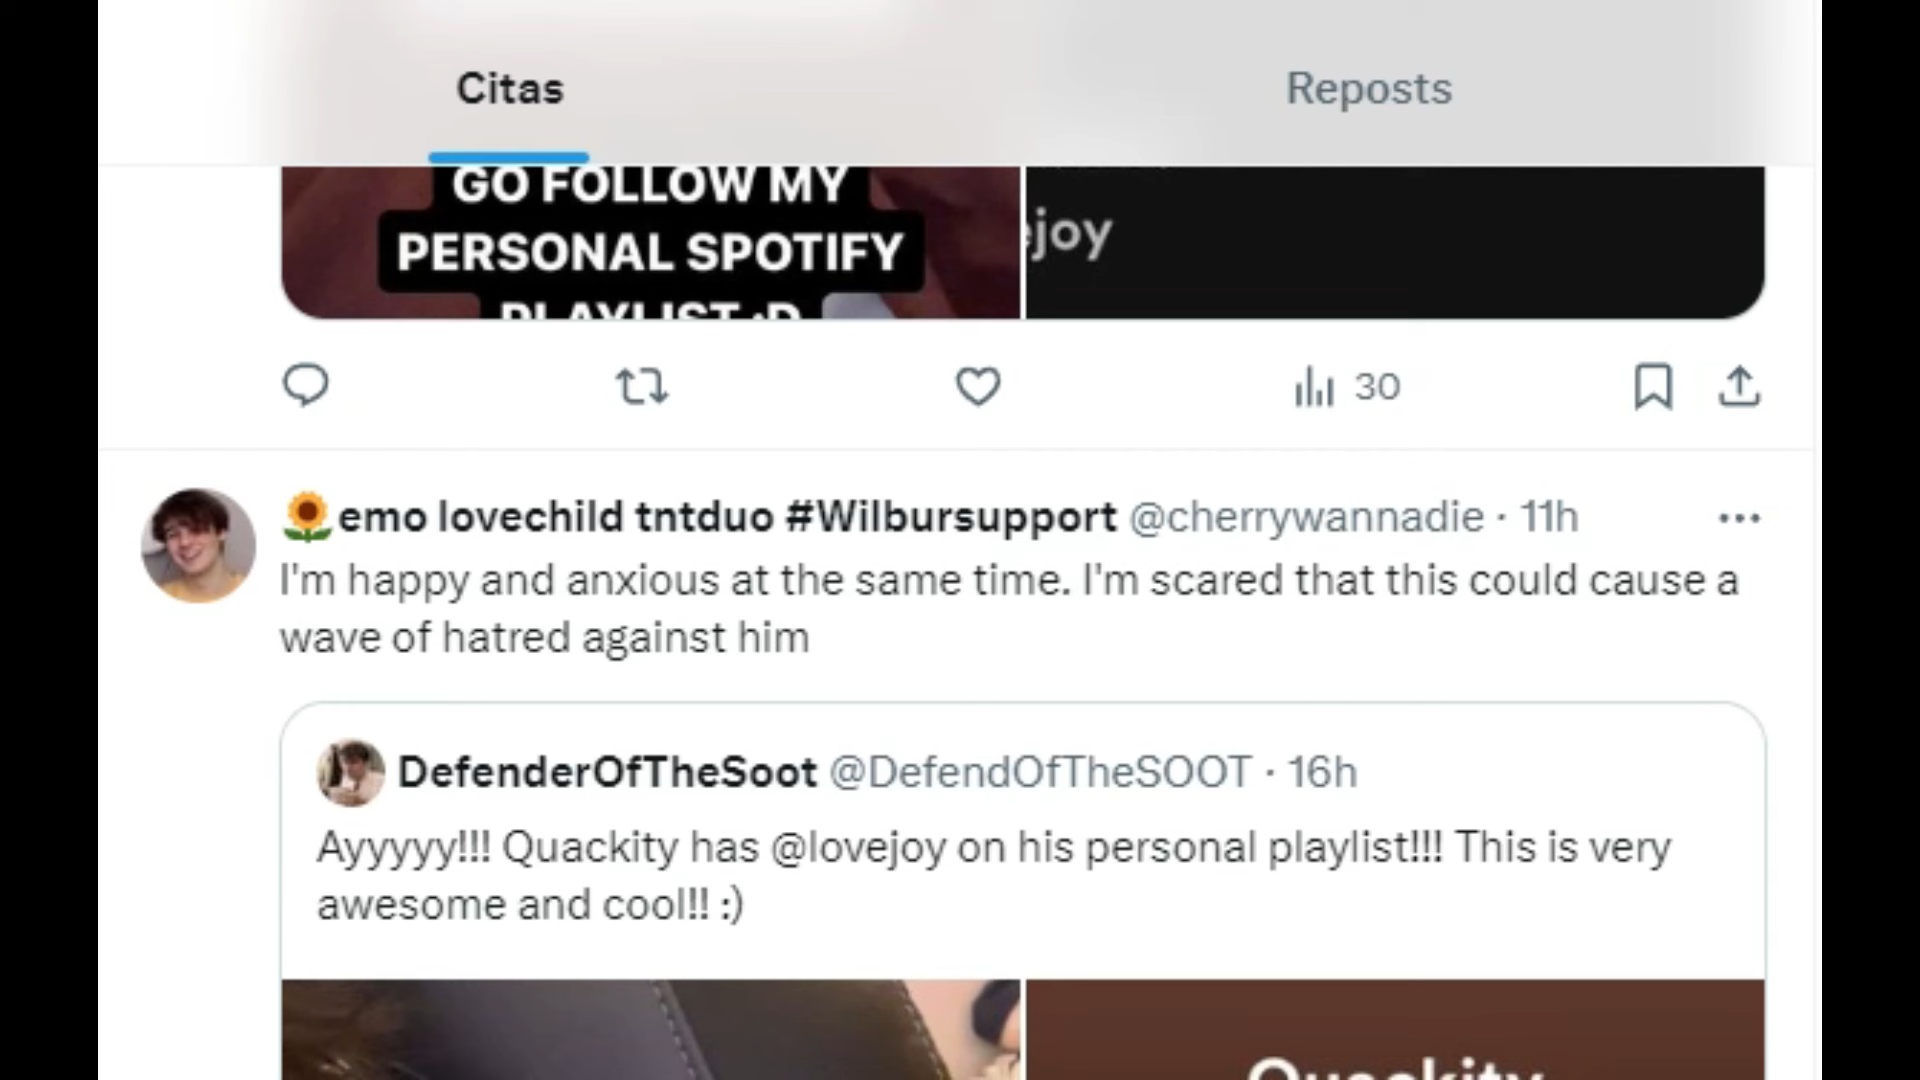 Citas
Reposts
GO FOLLOW MY
PERSONAL SPOTIFY
PLAYLIST :D
ejoy
30
🌻emo lovechild tntduo #Wilbursupport @cherrywannadie · 11h
I'm happy and anxious at the same time. I'm scared that this could cause a
wave of hatred against him
DefenderOfTheSoot @DefendOfTheSOOT · 16h
Ayyyyy!!! Quackity has @lovejoy on his personal playlist!!! This is very
awesome and cool!! :)
Quackity